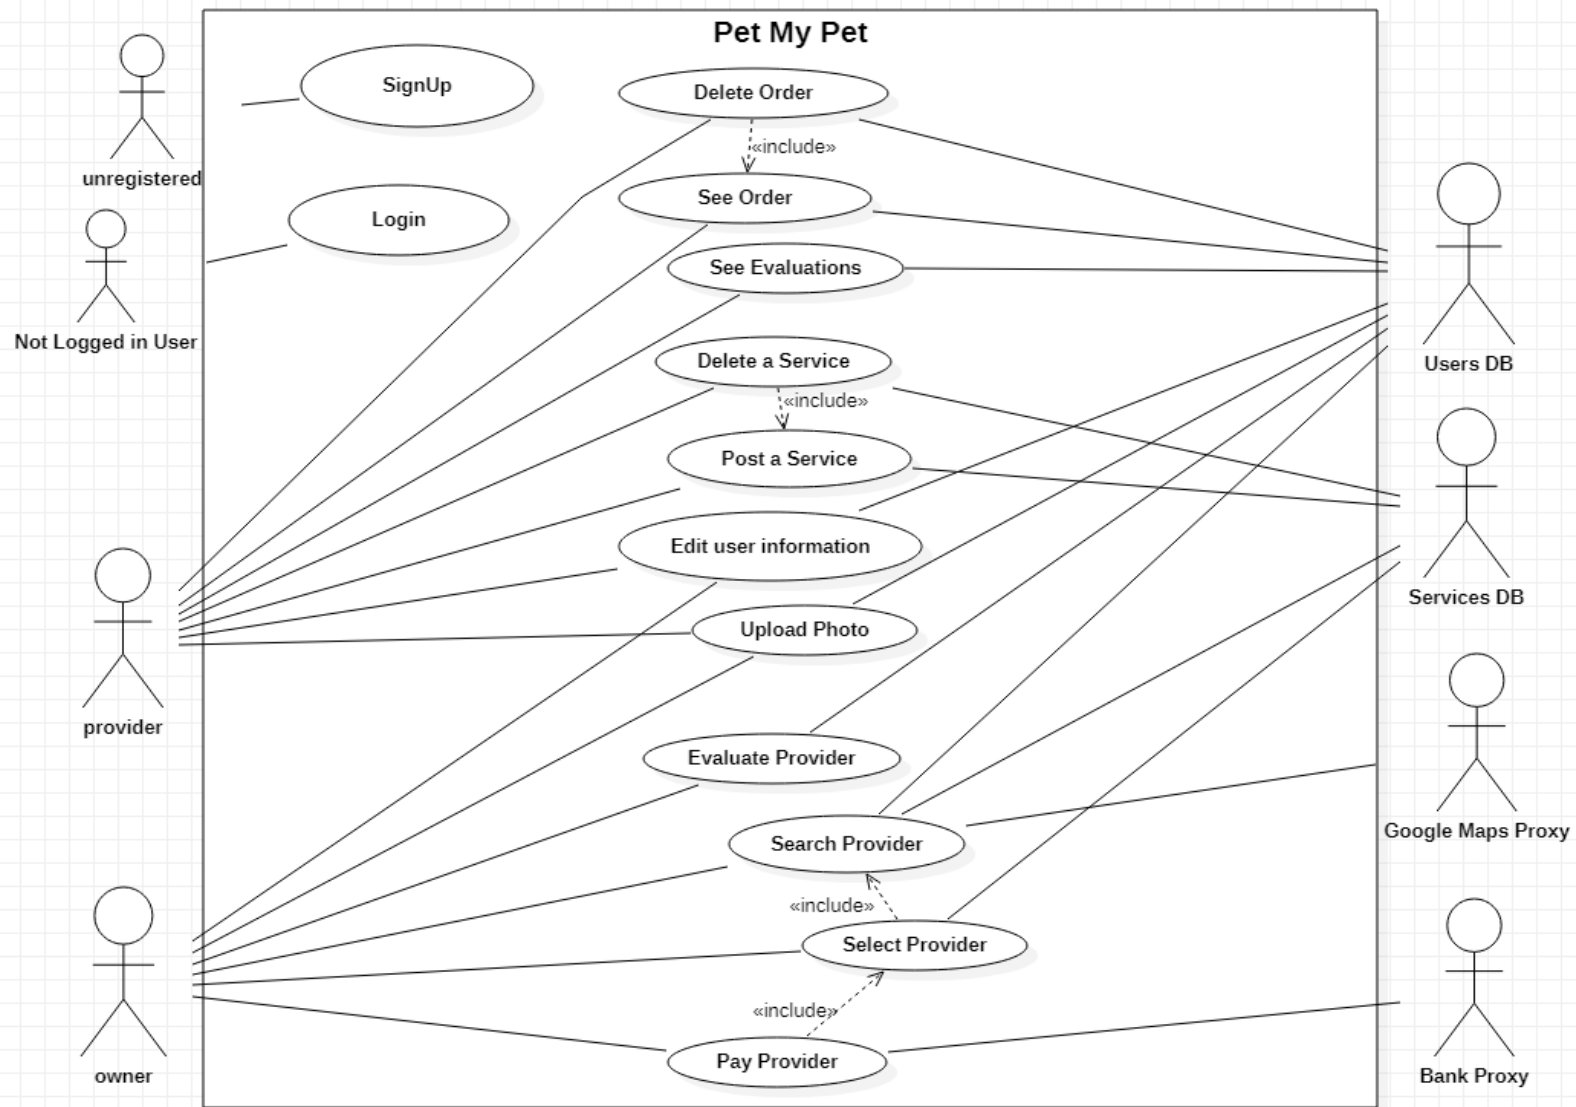 Pet My Pet
SignUp
Delete Order
«include»
unregistered
See Order
Login
See Evaluations
Not Logged in User
Delete a Service
Users DB
«include»
Post a Service
Edit user information
Services DB
Upload Photo
provider
Evaluate Provider
Google Maps Proxy
Search Provider
«include»
Select Provider
«include»
Pay Provider
owner
Bank Proxy